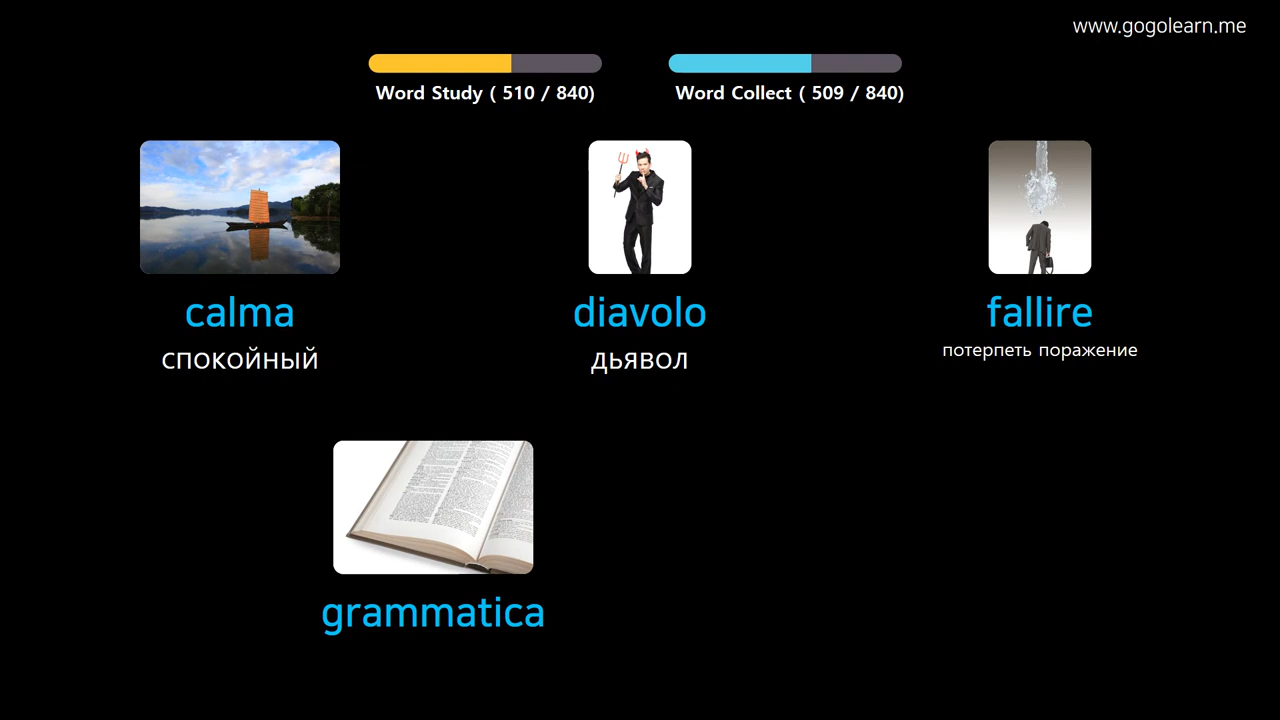 www.gogolearn.me
Word Study ( 510 / 840)
Word Collect ( 509 / 840)
calma
спокойный
diavolo
дьявол
fallire
потерпеть поражение
grammatica